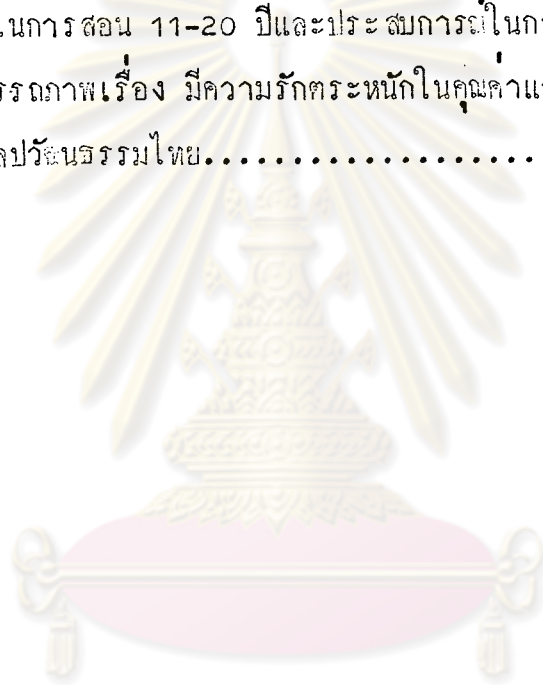 นการสอน 11-20 ปีและประสบการณ์ในกา
รรถภาพเรื่อง มีความรักตระหนักในคุณค่าแ
ลปวัฒนธรรมไทย....................